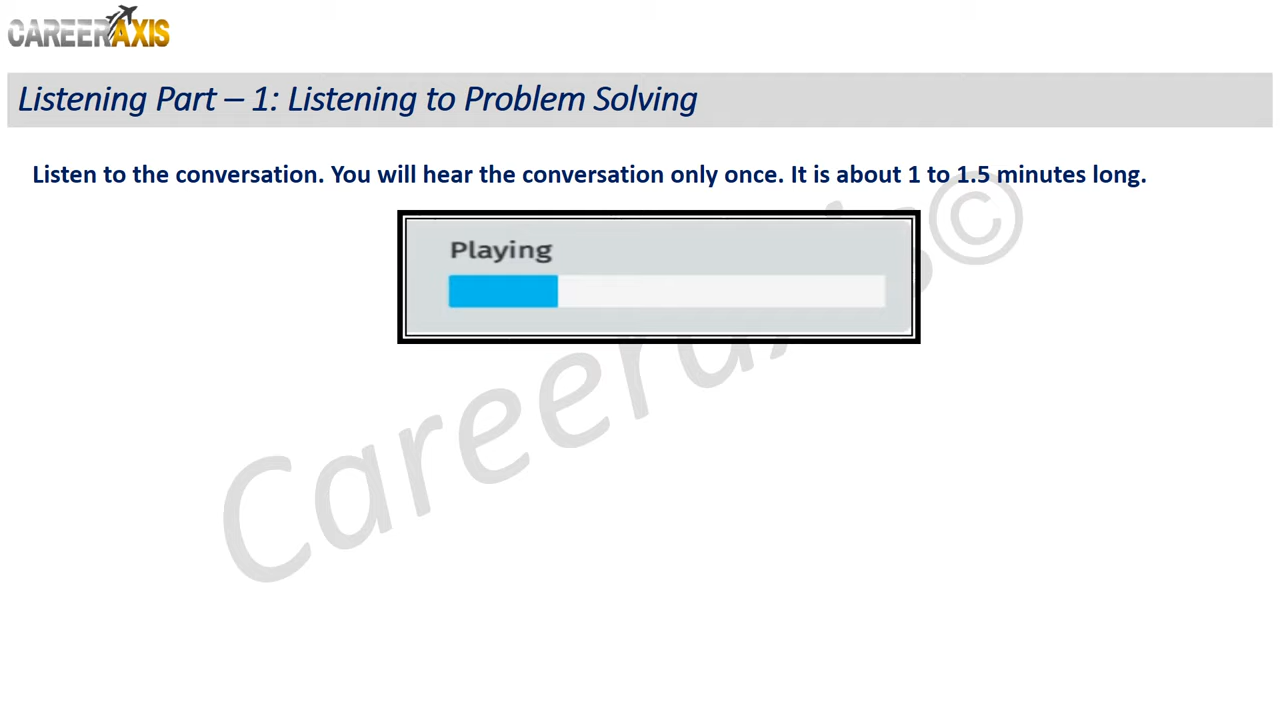 CAREERAXIS
Listening Part – 1: Listening to Problem Solving
Listen to the conversation. You will hear the conversation only once. It is about 1 to 1.5 minutes long.
Playing
Careeraxis©